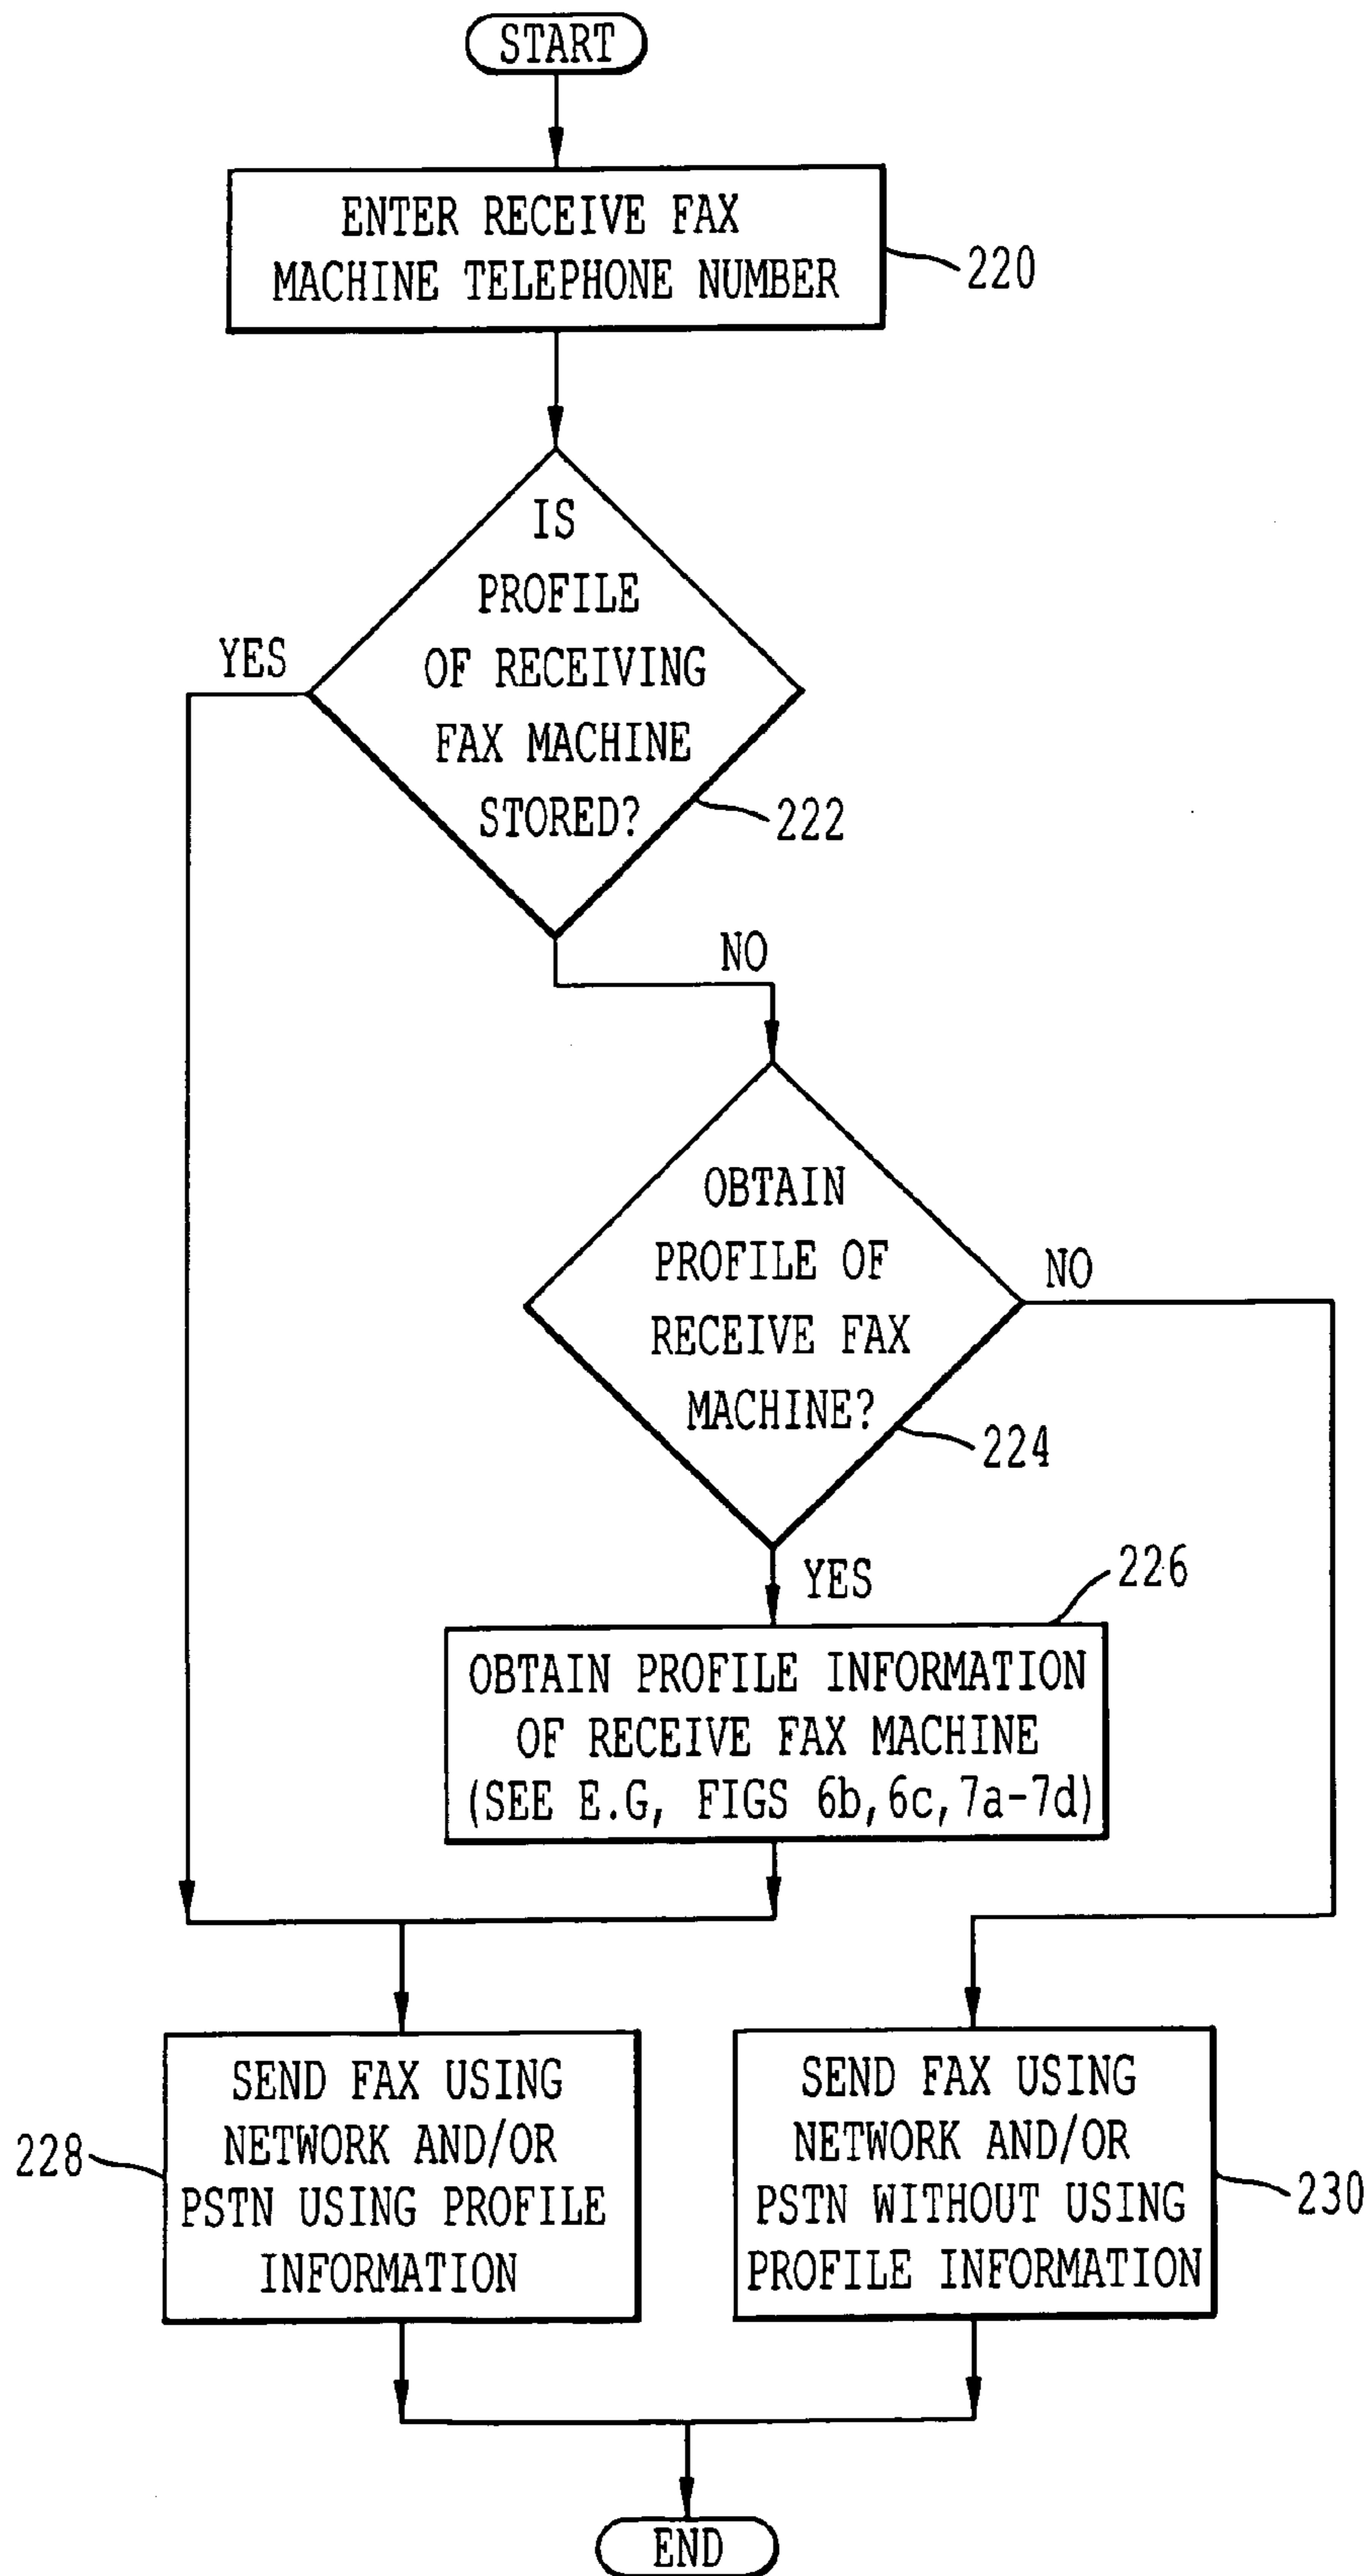 START
ENTER RECEIVE FAX
MACHINE TELEPHONE NUMBER
220
IS
PROFILE
OF RECEIVING
FAX MACHINE
STORED?
YES
222
NO
OBTAIN
PROFILE OF
RECEIVE FAX
MACHINE?
NO
224
YES
226
OBTAIN PROFILE INFORMATION
OF RECEIVE FAX MACHINE
(SEE E.G, FIGS 6b,6c,7a-7d)
SEND FAX USING
NETWORK AND/OR
PSTN USING PROFILE
INFORMATION
228
SEND FAX USING
NETWORK AND/OR
PSTN WITHOUT USING
PROFILE INFORMATION
230
END